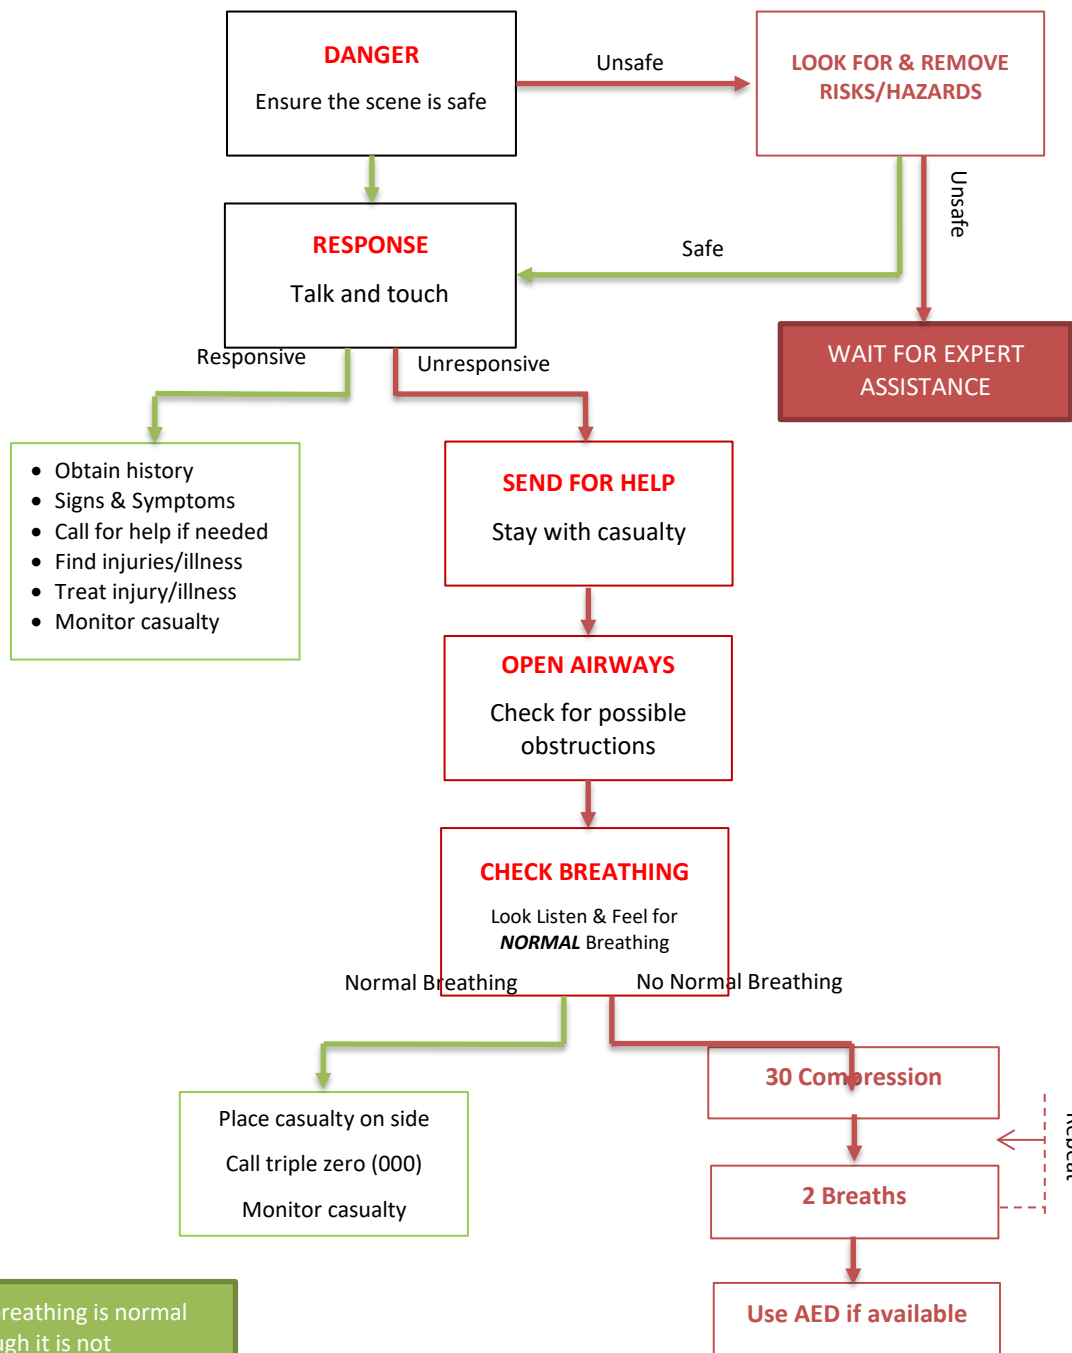 DANGER
Ensure the scene is safe
Unsafe
LOOK FOR & REMOVE
RISKS/HAZARDS
Unsafe
RESPONSE
Talk and touch
Safe
WAIT FOR EXPERT
ASSISTANCE
Responsive
Unresponsive
• Obtain history
• Signs & Symptoms
• Call for help if needed
• Find injuries/illness
• Treat injury/illness
• Monitor casualty
SEND FOR HELP
Stay with casualty
OPEN AIRWAYS
Check for possible
obstructions
CHECK BREATHING
Look Listen & Feel for
NORMAL Breathing
Normal Breathing
No Normal Breathing
Place casualty on side
Call triple zero (000)
Monitor casualty
30 Compression
Repeat
2 Breaths
Use AED if available
breathing is normal
it is not